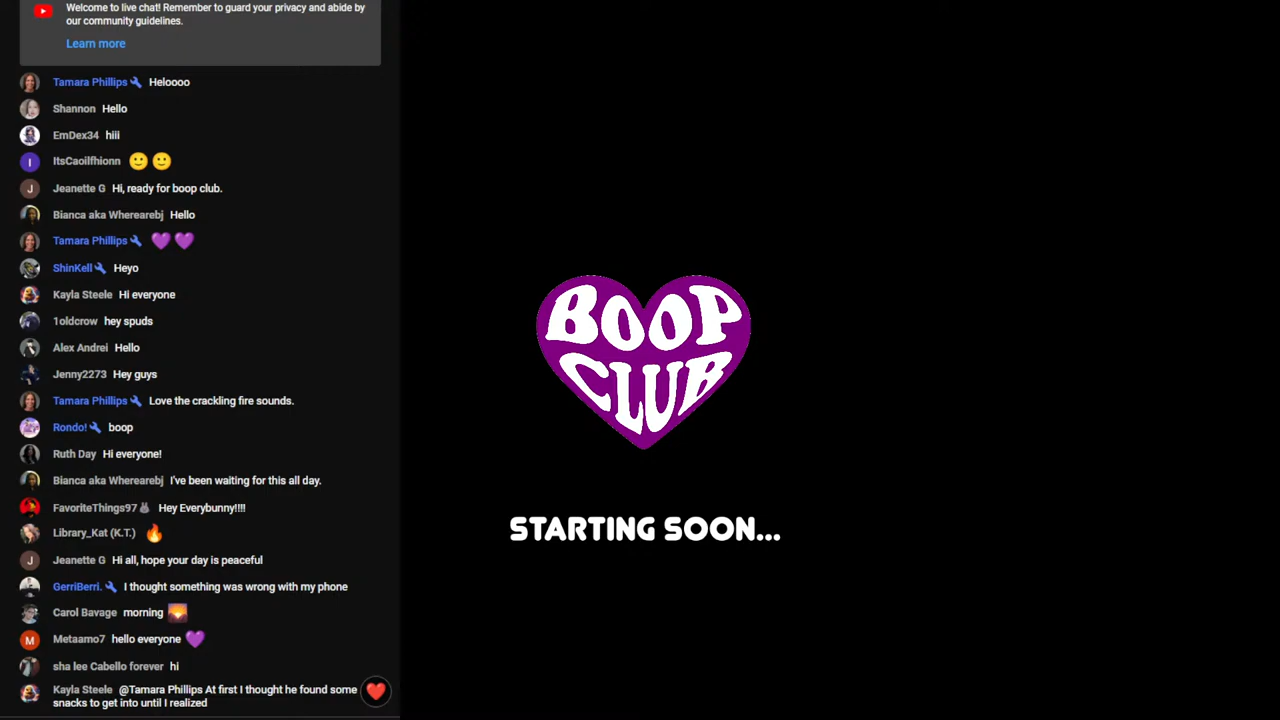 Welcome to live chat! Remember to guard your privacy and abide by
our community guidelines.
Learn more
Tamara Phillips Heloooo
Shannon Hello
EmDex34 hiii
I ItsCaoilfhionn 🙂🙂
J Jeanette G Hi, ready for boop club.
Bianca aka Wherearebj Hello
Tamara Phillips 💜💜
ShinKell Heyo
Kayla Steele Hi everyone
1oldcrow hey spuds
Alex Andrei Hello
Jenny2273 Hey guys
Tamara Phillips Love the crackling fire sounds.
Rondo! boop
Ruth Day Hi everyone!
Bianca aka Wherearebj I've been waiting for this all day.
FavoriteThings97 Hey Everybunny!!!!
Library_Kat (K.T.) 🔥
J Jeanette G Hi all, hope your day is peaceful
GerriBerri. I thought something was wrong with my phone
Carol Bavage morning 🌅
M Metaamo7 hello everyone 💜
sha lee Cabello forever hi
Kayla Steele @Tamara Phillips At first I thought he found some
snacks to get into until I realized
BOOP
CLUB
STARTING SOON...